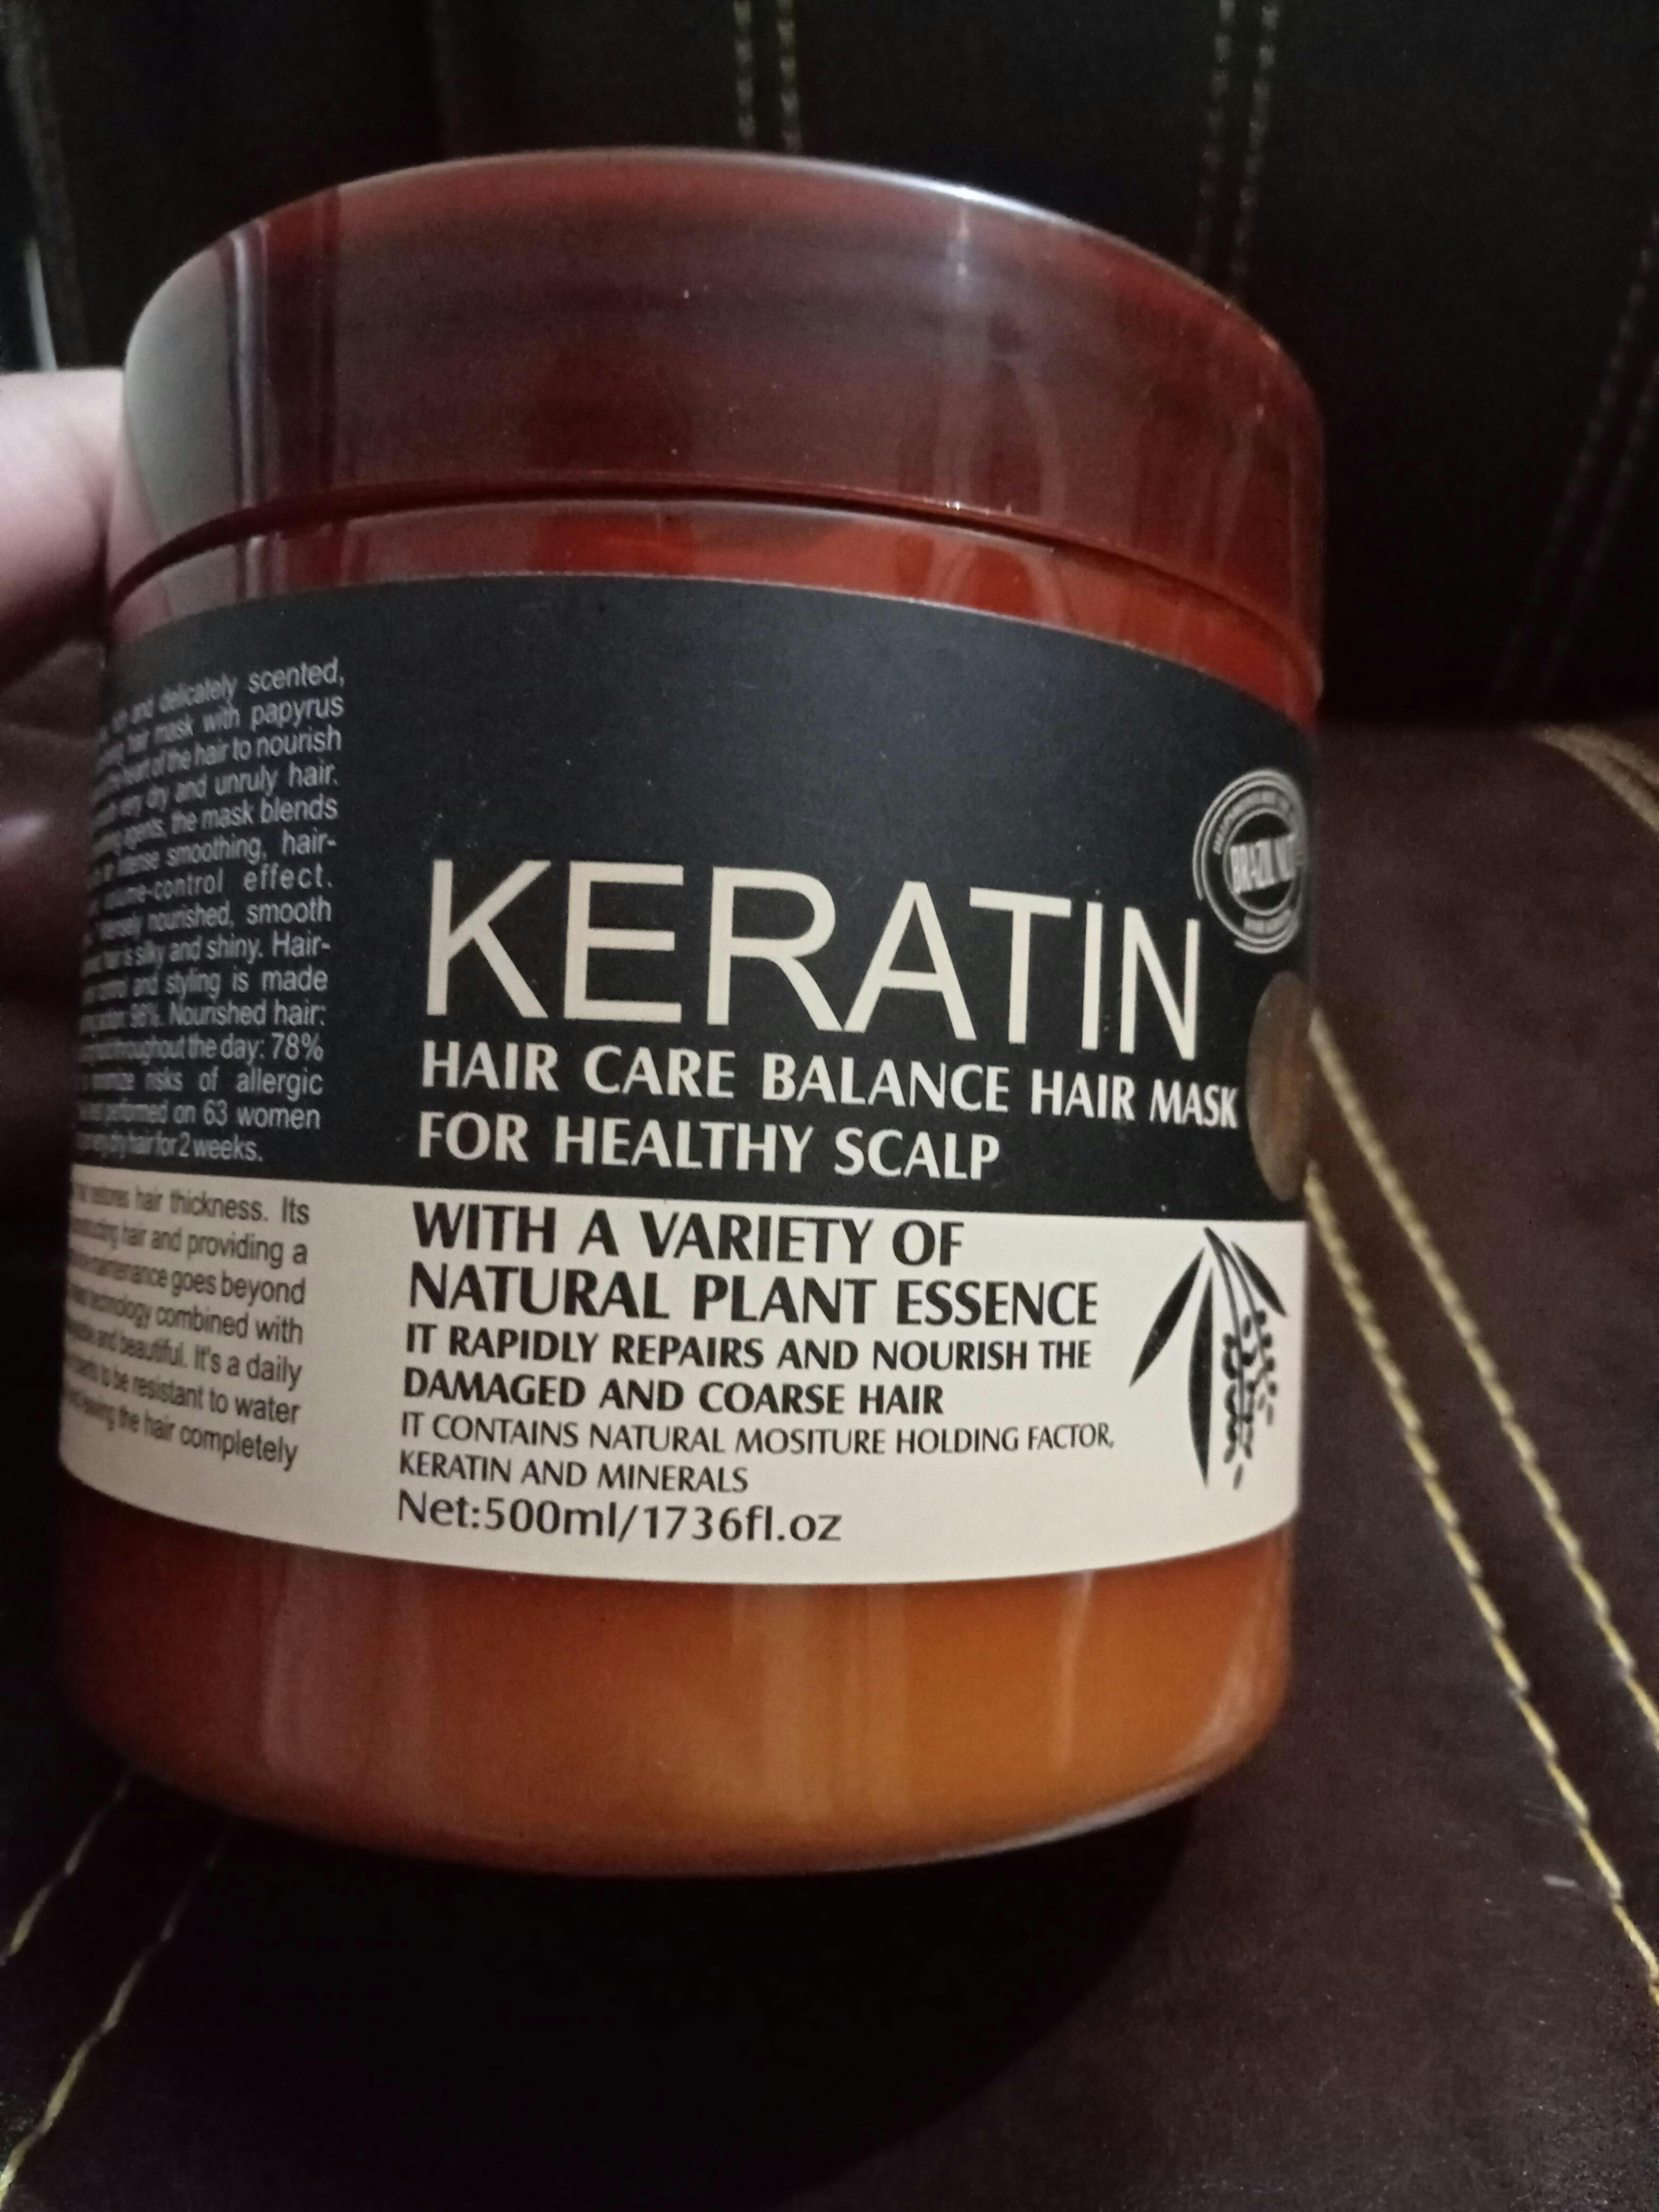 and delicately scented,
hair mask with papyrus
heart of the hair to nourish
very dry and unruly hair.
agents, the mask blends
intense smoothing, hair-
volume-control effect.
nourished, smooth
hair is silky and shiny. Hair-
control and styling is made
98%. Nourished hair:
throughout the day: 78%
minimize risks of allergic
performed on 63 women
dry hair for 2 weeks.
restores hair thickness. Its
hair and providing a
maintenance goes beyond
technology combined with
and beautiful. It's a daily
to be resistant to water
leaving the hair completely
BRAZIL NUT
KERATIN
HAIR CARE BALANCE HAIR MASK
FOR HEALTHY SCALP
WITH A VARIETY OF
NATURAL PLANT ESSENCE
IT RAPIDLY REPAIRS AND NOURISH THE
DAMAGED AND COARSE HAIR
IT CONTAINS NATURAL MOSITURE HOLDING FACTOR,
KERATIN AND MINERALS
Net:500ml/1736fl.oz